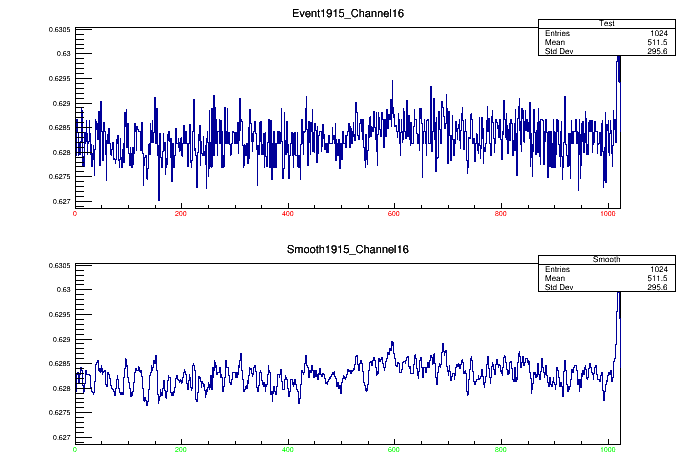 Event1915_Channel16
Test
Entries 1024
Mean 511.5
Std Dev 295.6
0.6305
0.63
0.6295
0.629
0.6285
0.628
0.6275
0.627
0 200 400 600 800 1000
Smooth1915_Channel16
Smooth
Entries 1024
Mean 511.5
Std Dev 295.6
0.6305
0.63
0.6295
0.629
0.6285
0.628
0.6275
0.627
0 200 400 600 800 1000